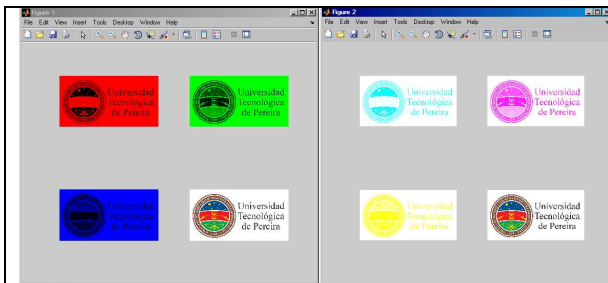 Figure 1
File Edit View Insert Tools Desktop Window Help
Universidad
Tecnológica
de Pereira
Universidad
Tecnológica
de Pereira
Universidad
Tecnológica
de Pereira
Universidad
Tecnológica
de Pereira
Figure 2
File Edit View Insert Tools Desktop Window Help
Universidad
Tecnológica
de Pereira
Universidad
Tecnológica
de Pereira
Universidad
Tecnológica
de Pereira
Universidad
Tecnológica
de Pereira